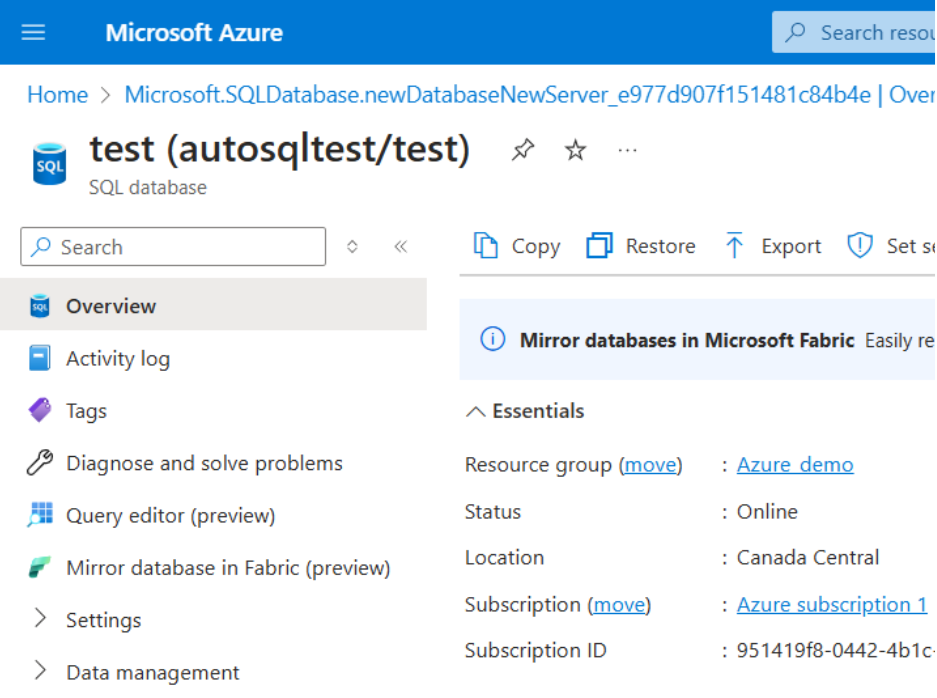 Microsoft Azure
Search resou
Home > Microsoft.SQLDatabase.newDatabaseNewServer_e977d907f151481c84b4e | Over
test (autosqltest/test)
SQL
SQL database
Search
Copy Restore Export Set se
SQL Overview
Mirror databases in Microsoft Fabric Easily re
Activity log
Essentials
Tags
Resource group (move) : Azure_demo
Diagnose and solve problems
Status : Online
Query editor (preview)
Location : Canada Central
Mirror database in Fabric (preview)
Subscription (move) : Azure subscription 1
Settings
Subscription ID : 951419f8-0442-4b1c-
Data management